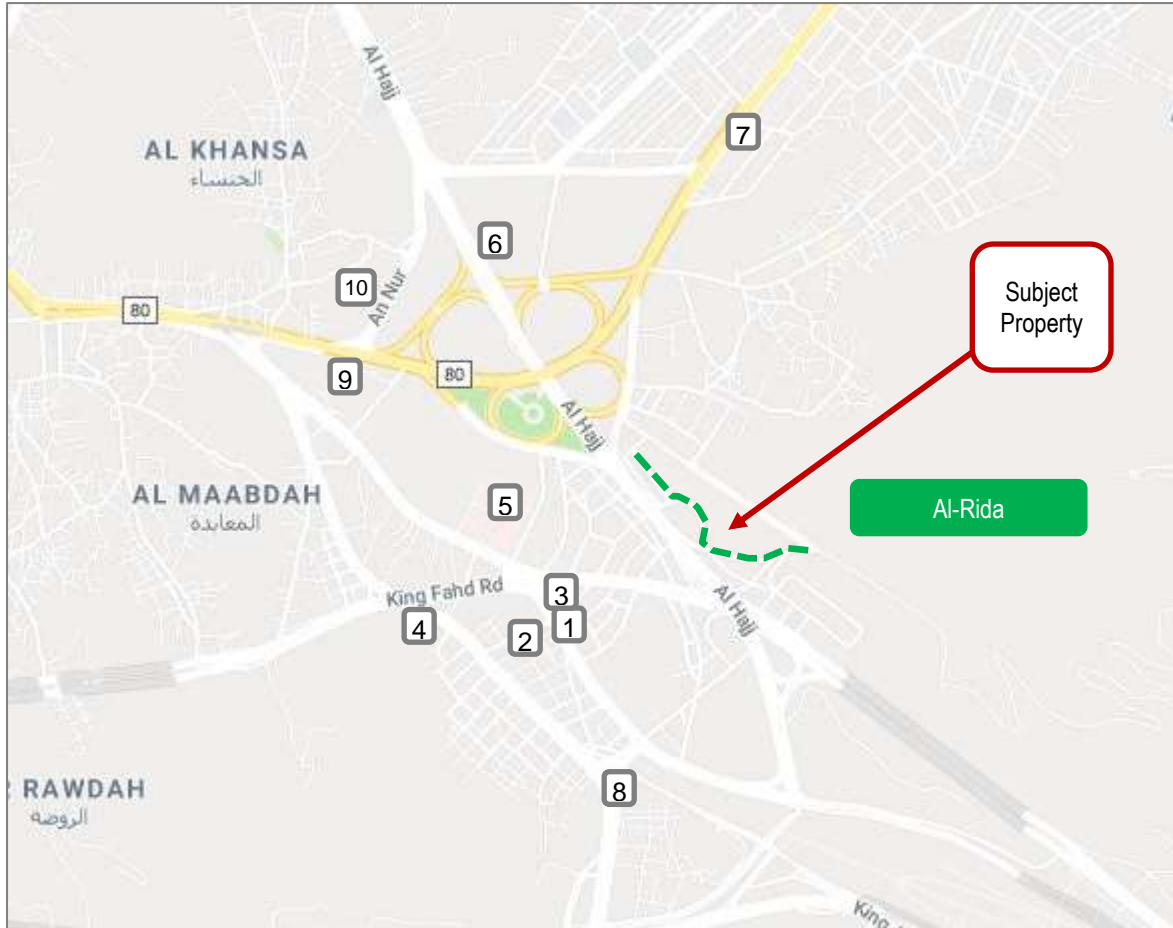 Al Hajj
7
AL KHANSA
الخنساء
6
Subject
Property
10
An Nur
80
9
80
Al Hajj
AL MAABDAH
المعابدة
5
Al-Rida
King Fahd Rd
3
Al Hajj
4
2
1
RAWDAH
الروضة
8
King